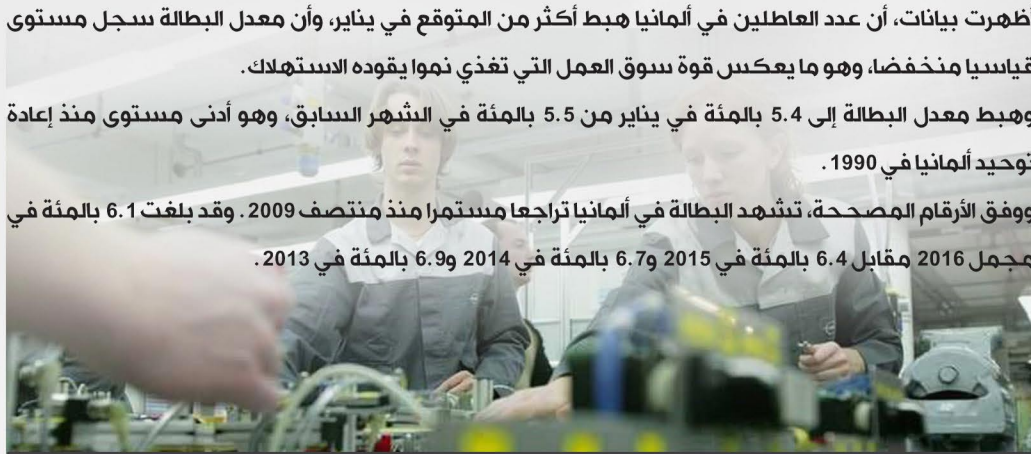 أظهرت بيانات، أن عدد العاطلين في ألمانيا هبط أكثر من المتوقع في يناير، وأن معدل البطالة سجل مستوى
قياسيا منخفضا، وهو ما يعكس قوة سوق العمل التي تغذي نموا يقوده الاستهلاك.
وهبط معدل البطالة إلى 5.4 بالمئة في يناير من 5.5 بالمئة في الشهر السابق، وهو أدنى مستوى منذ إعادة
توحيد ألمانيا في 1990.
ووفق الأرقام المصححة، تشهد البطالة في ألمانيا تراجعا مستمرا منذ منتصف 2009. وقد بلغت 6.1 بالمئة في
مجمل 2016 مقابل 6.4 بالمئة في 2015 و6.7 بالمئة في 2014 و6.9 بالمئة في 2013.